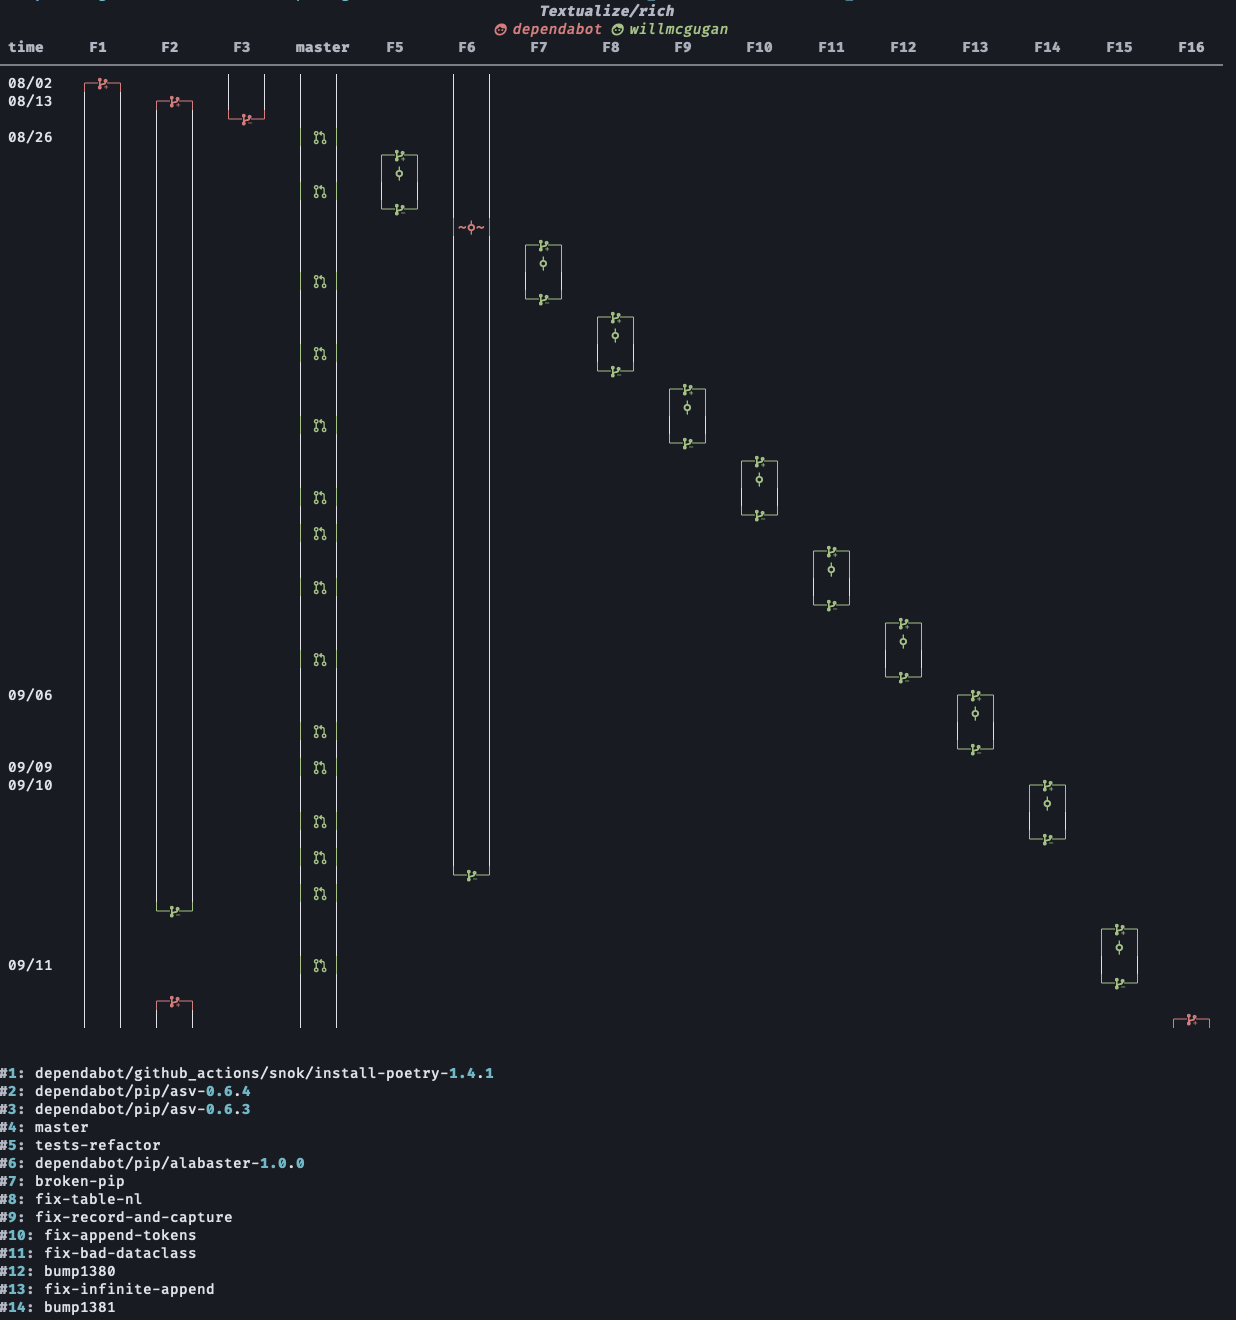 Textualize/rich
dependabot willmcgugan
time F1 F2 F3 master F5 F6 F7 F8 F9 F10 F11 F12 F13 F14 F15 F16
08/02
08/13
08/26
09/06
09/09
09/10
09/11
#1: dependabot/github_actions/snok/install-poetry-1.4.1
#2: dependabot/pip/asv-0.6.4
#3: dependabot/pip/asv-0.6.3
#4: master
#5: tests-refactor
#6: dependabot/pip/alabaster-1.0.0
#7: broken-pip
#8: fix-table-nl
#9: fix-record-and-capture
#10: fix-append-tokens
#11: fix-bad-dataclass
#12: bump1380
#13: fix-infinite-append
#14: bump1381